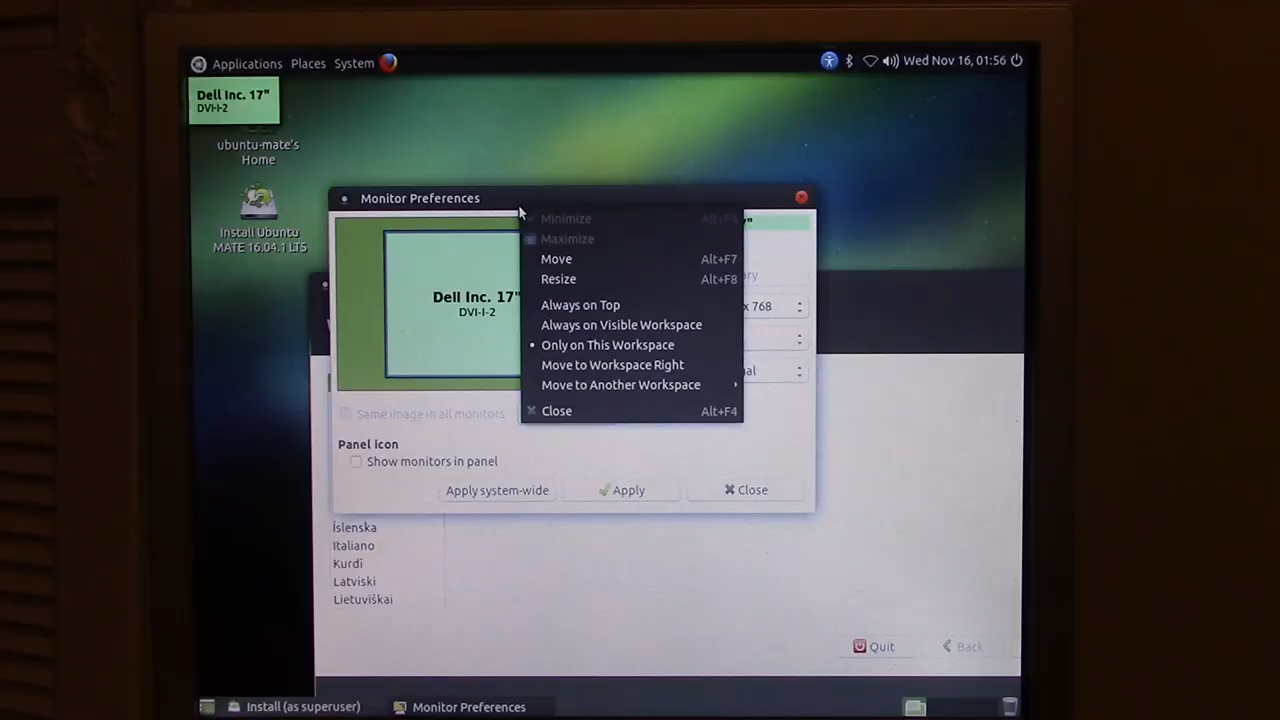 Applications Places System
Wed Nov 16, 01:56
Dell Inc. 17"
DVI-I-2
ubuntu-mate's
Home
Install Ubuntu
MATE 16.04.1 LTS
Monitor Preferences
Dell Inc. 17"
DVI-I-2
Minimize
Maximize
Move Alt+F7
Resize Alt+F8
Always on Top
Always on Visible Workspace
Only on This Workspace
Move to Workspace Right
Move to Another Workspace
Close Alt+F4
x 768
Same image in all monitors
Panel icon
Show monitors in panel
Apply system-wide Apply Close
Íslenska
Italiano
Kurdî
Latviski
Lietuviškai
Quit Back
Install (as superuser) Monitor Preferences